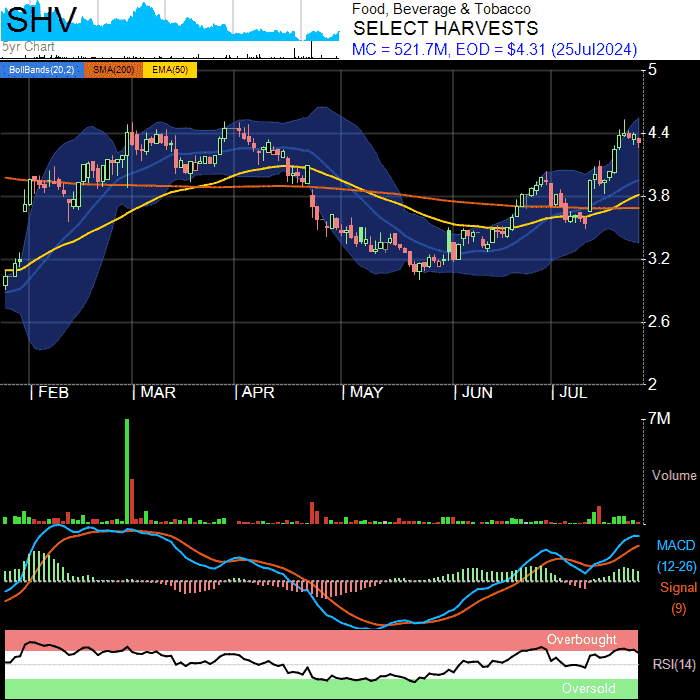 SHV
5yr Chart
Food, Beverage & Tobacco
SELECT HARVESTS
MC = 521.7M, EOD = $4.31 (25Jul2024)
BollBands(20,2) SMA(200) EMA(50)
5
4.4
3.8
3.2
2.6
2
FEB MAR APR MAY JUN JUL
7M
Volume
MACD
(12-26)
Signal
(9)
Overbought
RSI(14)
Oversold